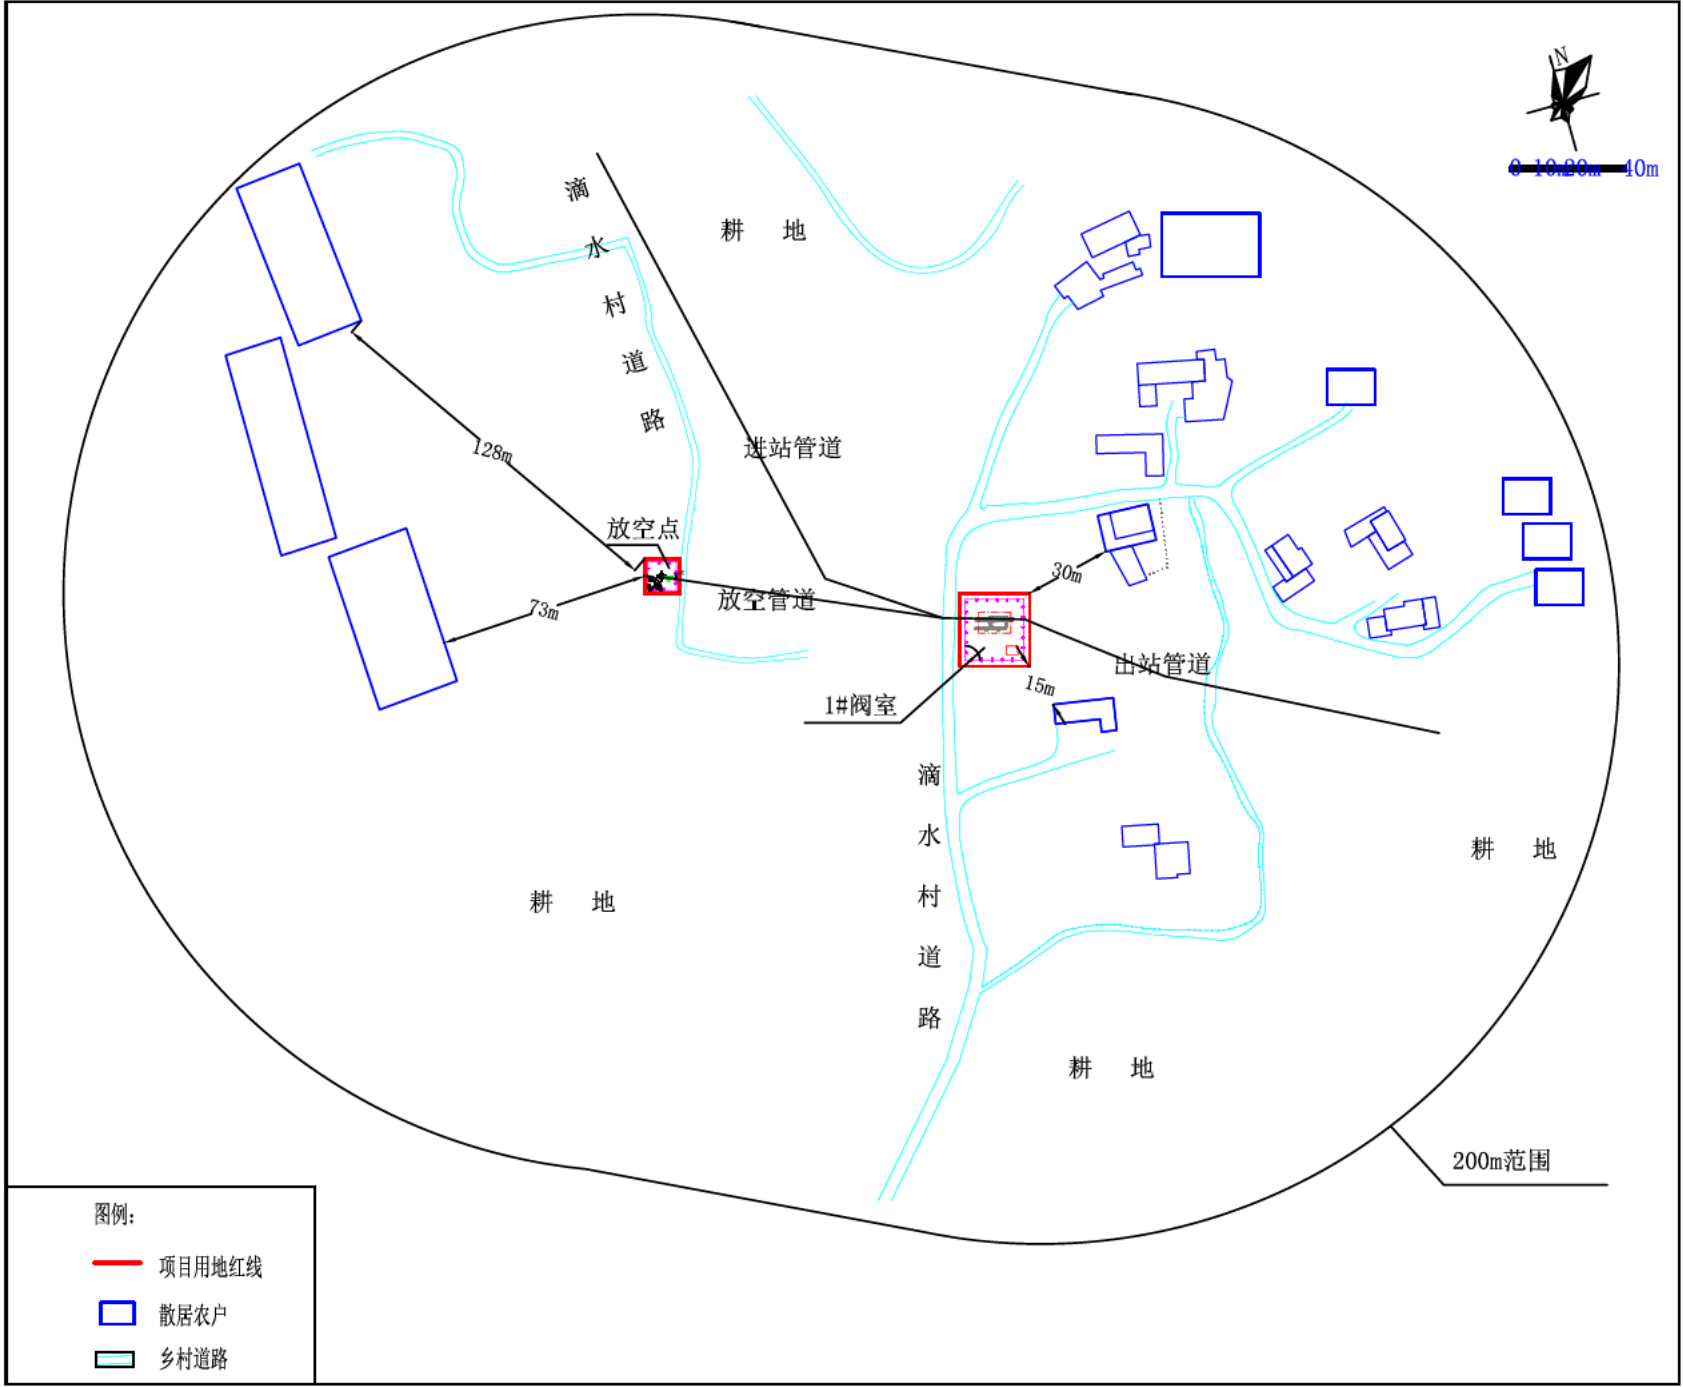 N
0 10m20m 40m
滴水村道路
耕 地
进站管道
128m
放空点
放空管道
73m
30m
出站管道
15m
1#阀室
滴水村道路
耕 地
耕 地
耕 地
200m范围
图例:
项目用地红线
散居农户
乡村道路